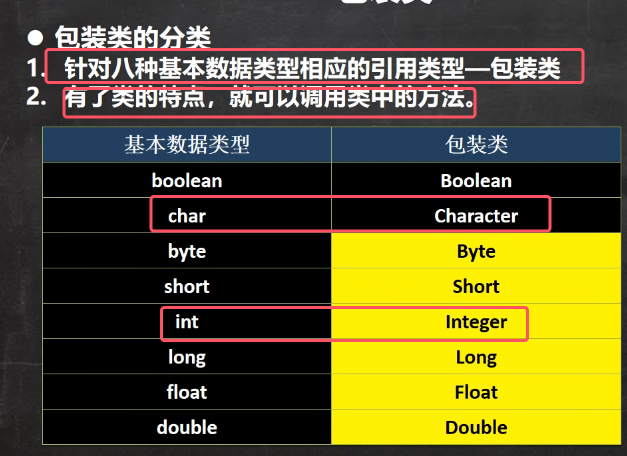 ● 包装类的分类
1. 针对八种基本数据类型相应的引用类型—包装类
2. 有了类的特点，就可以调用类中的方法。
基本数据类型 包装类
boolean Boolean
char Character
byte Byte
short Short
int Integer
long Long
float Float
double Double